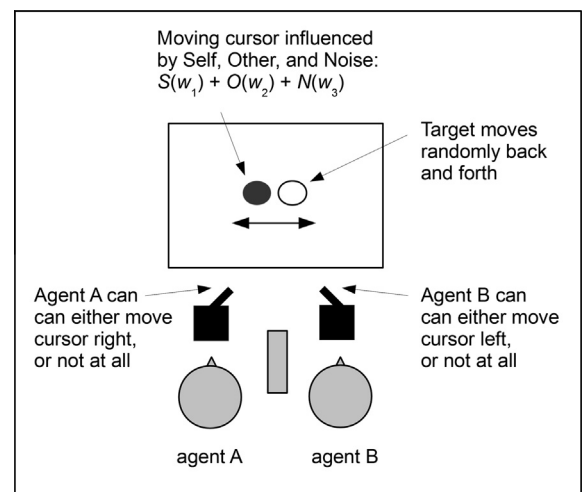 Moving cursor influenced
by Self, Other, and Noise:
S(w₁) + O(w₂) + N(w₃)
Target moves
randomly back
and forth
Agent A can
can either move
cursor right,
or not at all
Agent B can
can either move
cursor left,
or not at all
agent A
agent B